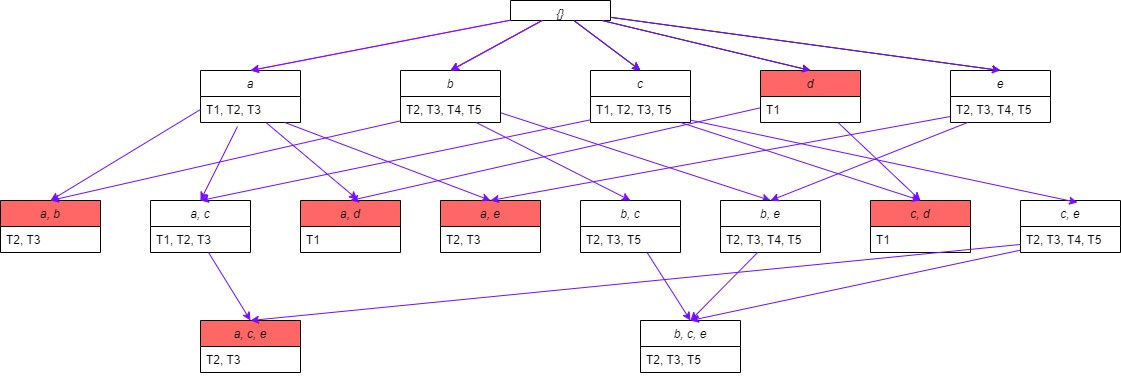 {}
a
b
c
d
e
T1, T2, T3
T2, T3, T4, T5
T1, T2, T3, T5
T1
T2, T3, T4, T5
a, b
a, c
a, d
a, e
b, c
b, e
c, d
c, e
T2, T3
T1, T2, T3
T1
T2, T3
T2, T3, T5
T2, T3, T4, T5
T1
T2, T3, T4, T5
a, c, e
b, c, e
T2, T3
T2, T3, T5